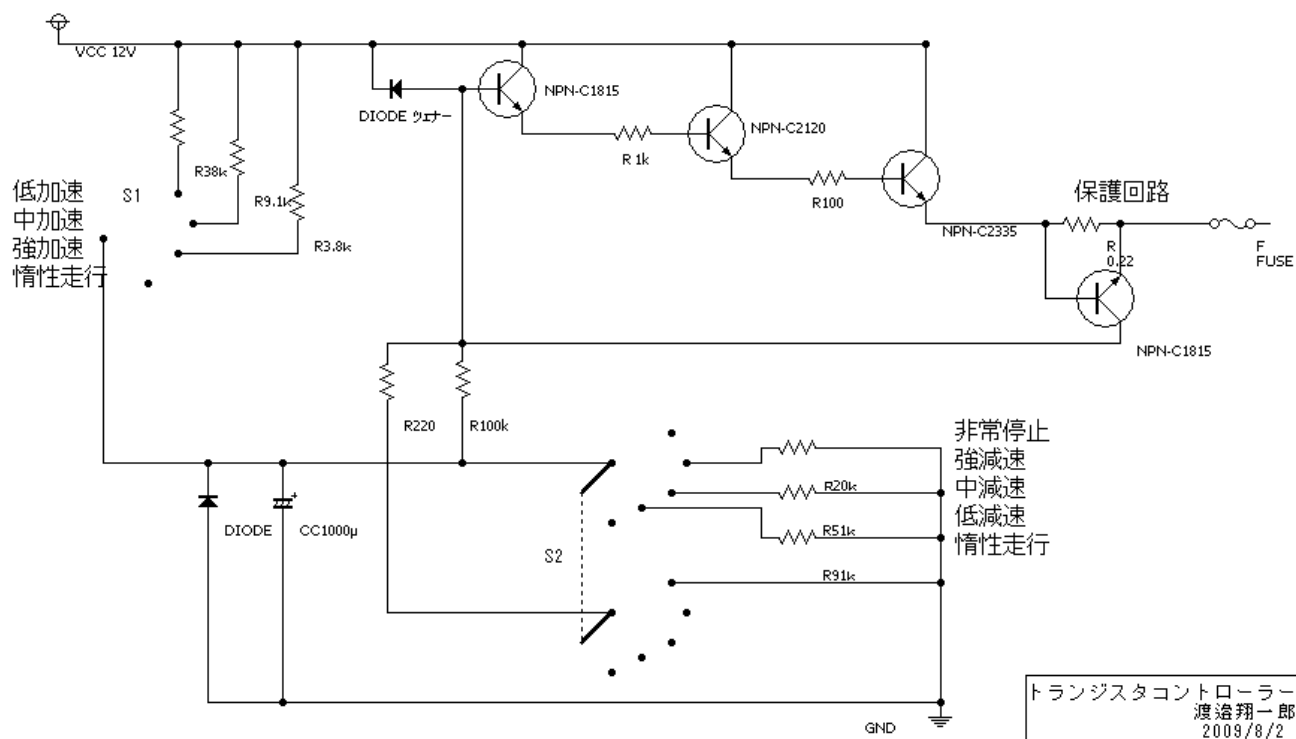 VCC 12V
DIODE ツェナー
NPN-C1815
NPN-C2120
R 1k
R100
NPN-C2335
保護回路
R
0.22
F
FUSE
NPN-C1815
低加速
中加速
強加速
惰性走行
S1
R38k
R9.1k
R3.8k
R220
R100k
DIODE
CC1000μ
+
S2
R20k
R51k
R91k
非常停止
強減速
中減速
低減速
惰性走行
GND
トランジスタコントローラー
渡邉翔一郎
2009/8/2